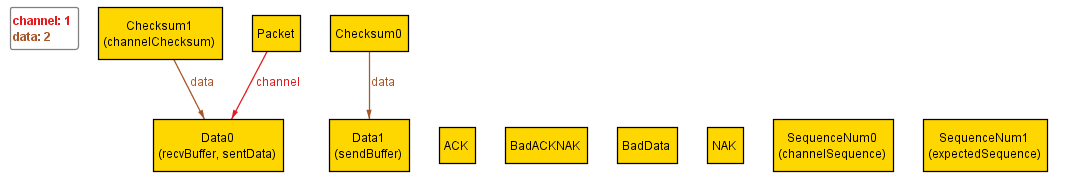 channel: 1
data: 2
Checksum1
(channelChecksum)
Packet
Checksum0
data
channel
data
Data0
(recvBuffer, sentData)
Data1
(sendBuffer)
ACK
BadACKNAK
BadData
NAK
SequenceNum0
(channelSequence)
SequenceNum1
(expectedSequence)